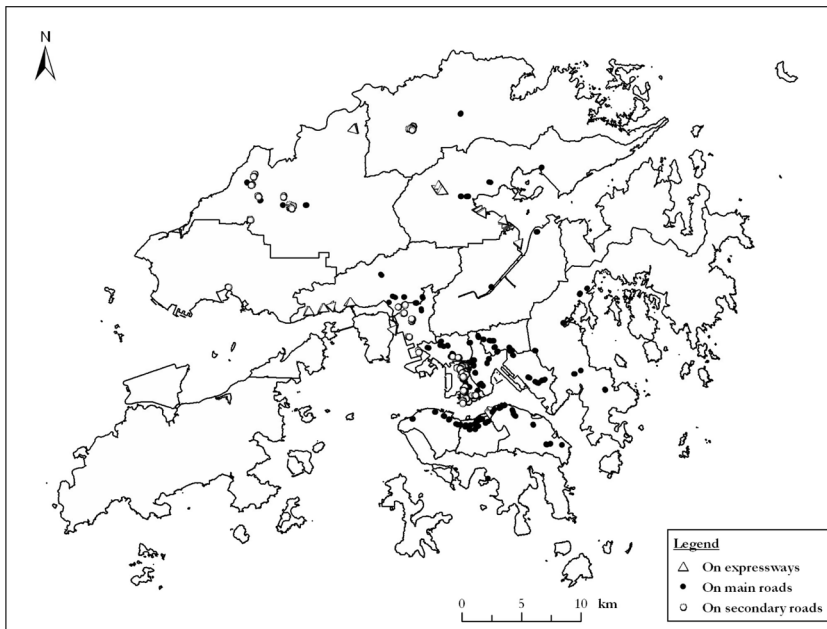 N
Legend
On expressways
On main roads
On secondary roads
0 5 10 km